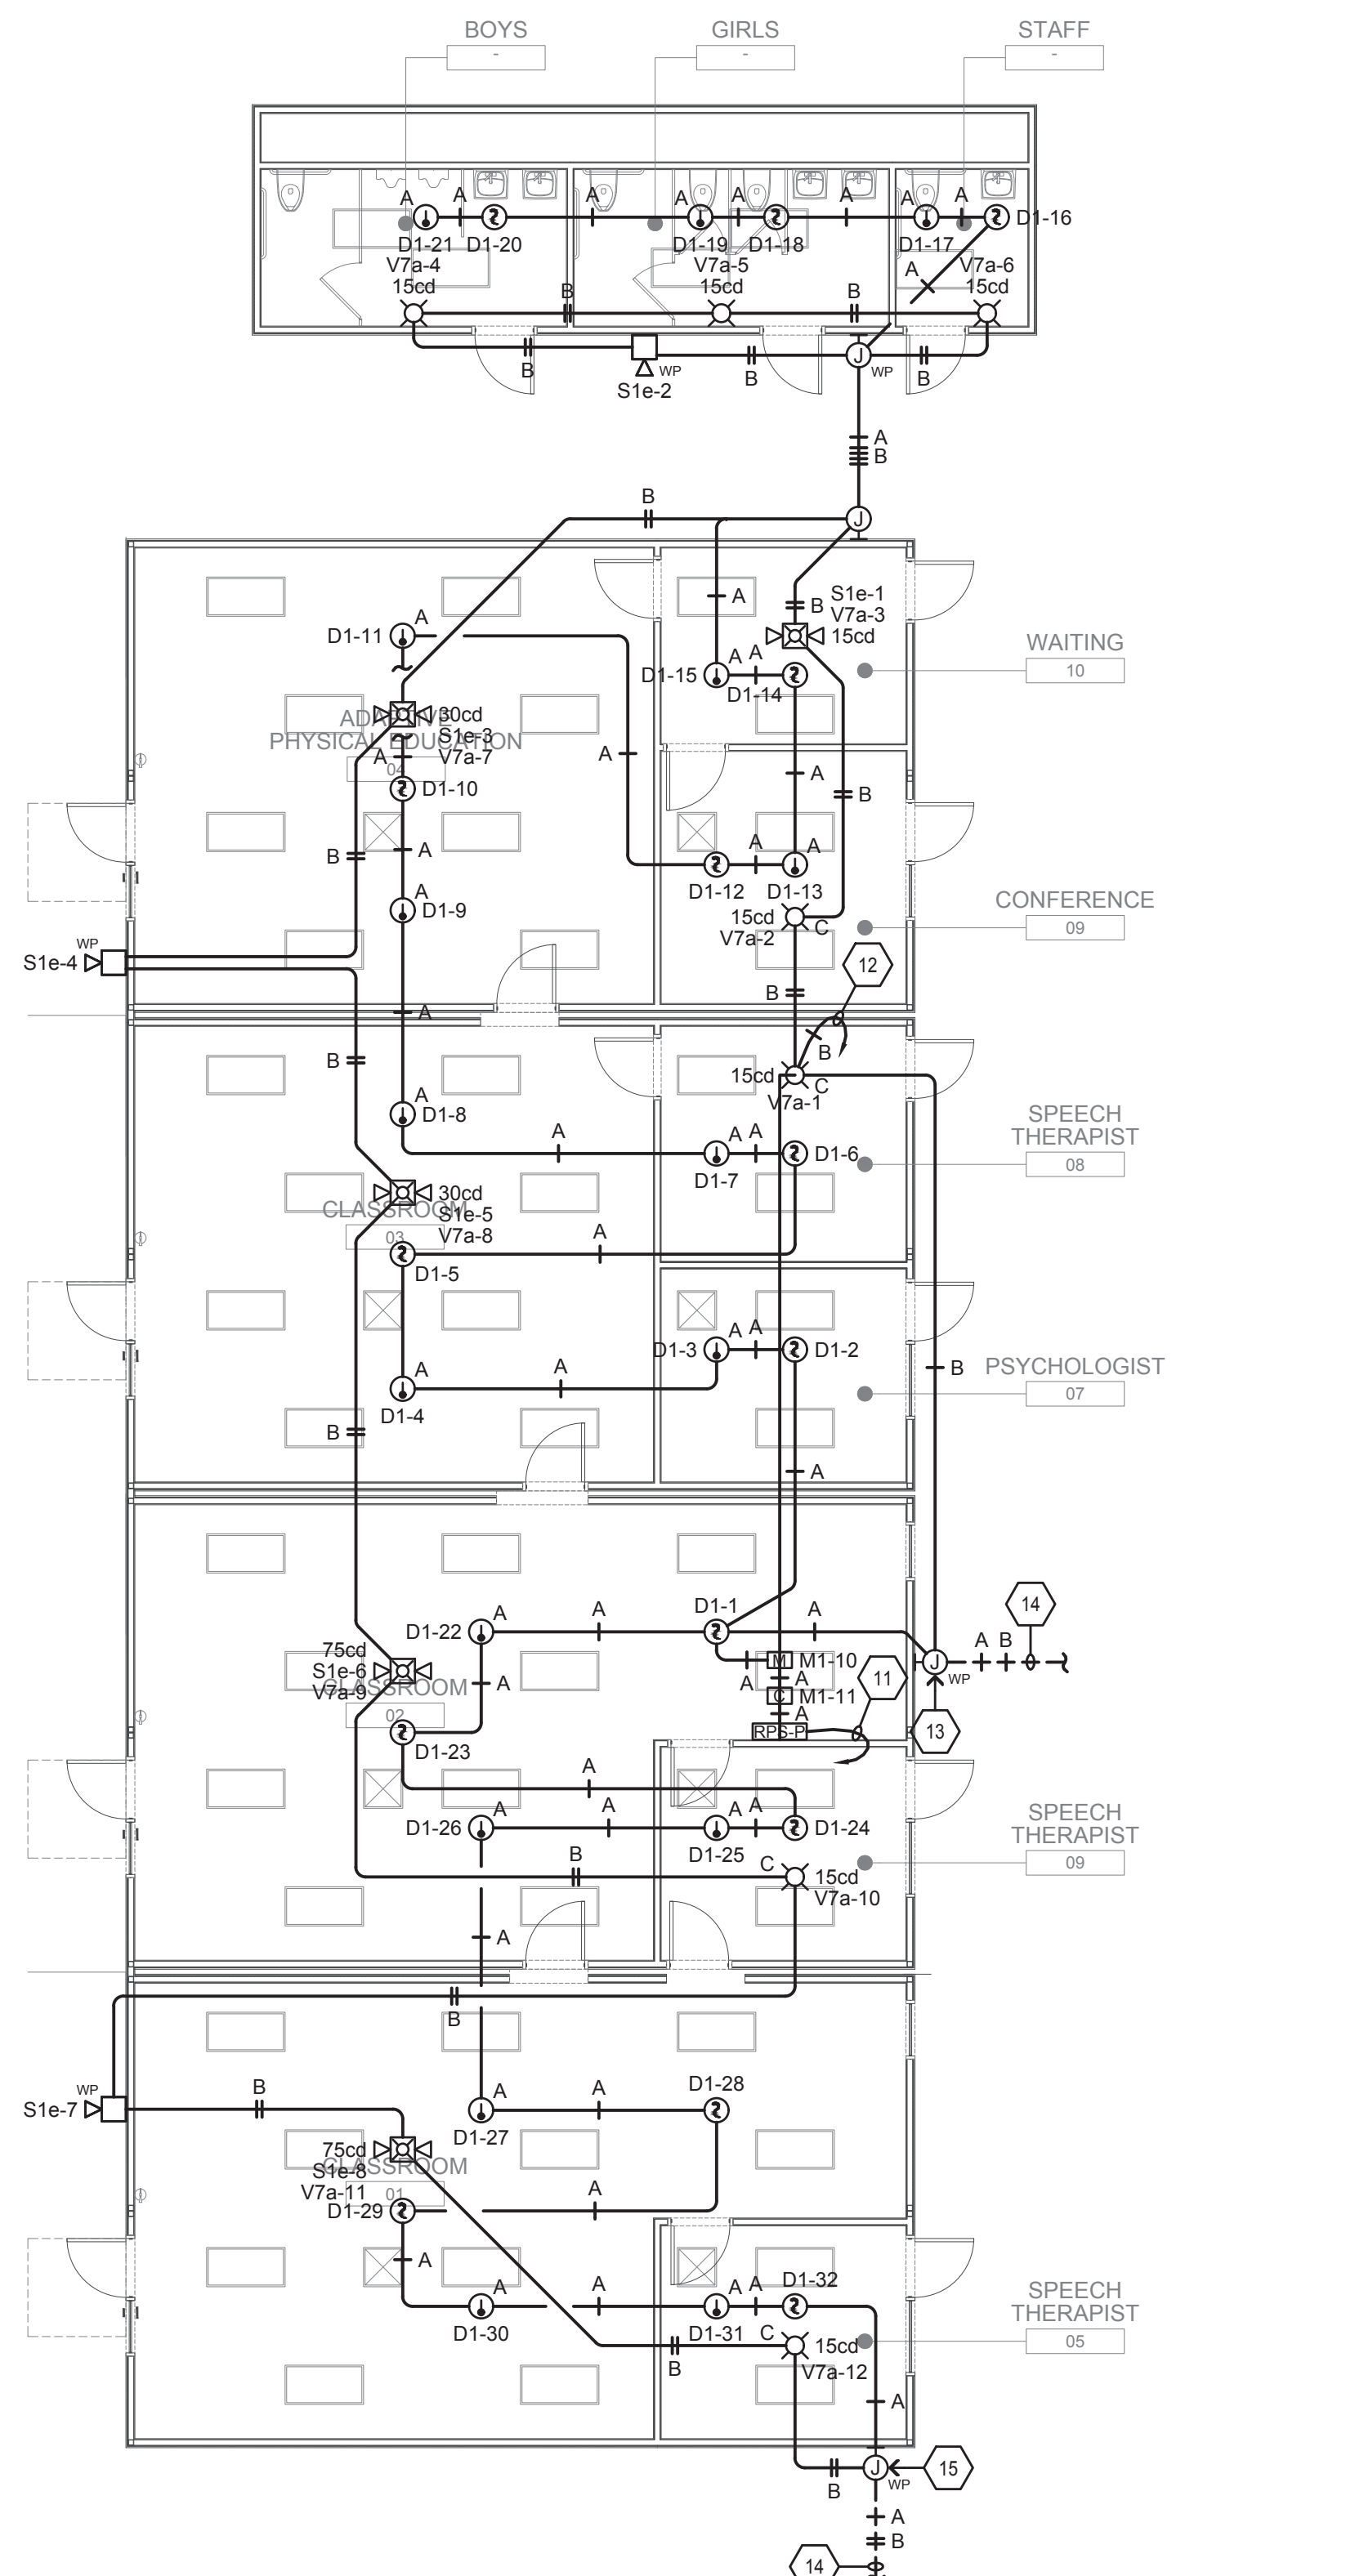 BOYS
-
GIRLS
-
STAFF
-
A
A
A
A
A
A
A
A
D1-21
D1-20
D1-19
D1-18
D1-17
D1-16
V7a-4
15cd
V7a-5
15cd
V7a-6
15cd
A
B
B
B
B
B
WP
S1e-2
J
WP
A
B
B
J
A
B
S1e-1
V7a-3
15cd
D1-11
A
D1-15
A
A
D1-14
WAITING
10
30cd
S1e-3
V7a-7
ADAPTIVE
PHYSICAL EDUCATION
04
A
D1-10
A
A
B
B
A
D1-9
A
D1-12
A
A
D1-13
15cd
V7a-2
C
CONFERENCE
09
WP
S1e-4
B
12
A
B
B
15cd
V7a-1
C
A
D1-8
A
A
A
D1-7
D1-6
SPEECH
THERAPIST
08
30cd
S1e-5
V7a-8
CLASSROOM
03
D1-5
A
D1-3
A
A
D1-2
D1-4
A
B
B
PSYCHOLOGIST
07
A
D1-22
A
A
D1-1
A
14
A
B
J
WP
13
75cd
S1e-6
V7a-9
CLASSROOM
02
A
A
M
M1-10
A
C
M1-11
A
RPS-P
11
D1-23
A
D1-26
A
A
A
A
D1-25
D1-24
SPEECH
THERAPIST
09
B
C
15cd
V7a-10
A
B
WP
S1e-7
B
A
D1-27
A
D1-28
75cd
S1e-8
V7a-11
CLASSROOM
01
D1-29
A
A
A
D1-30
A
A
A
D1-31
D1-32
SPEECH
THERAPIST
05
B
C
15cd
V7a-12
A
B
J
WP
15
A
B
14